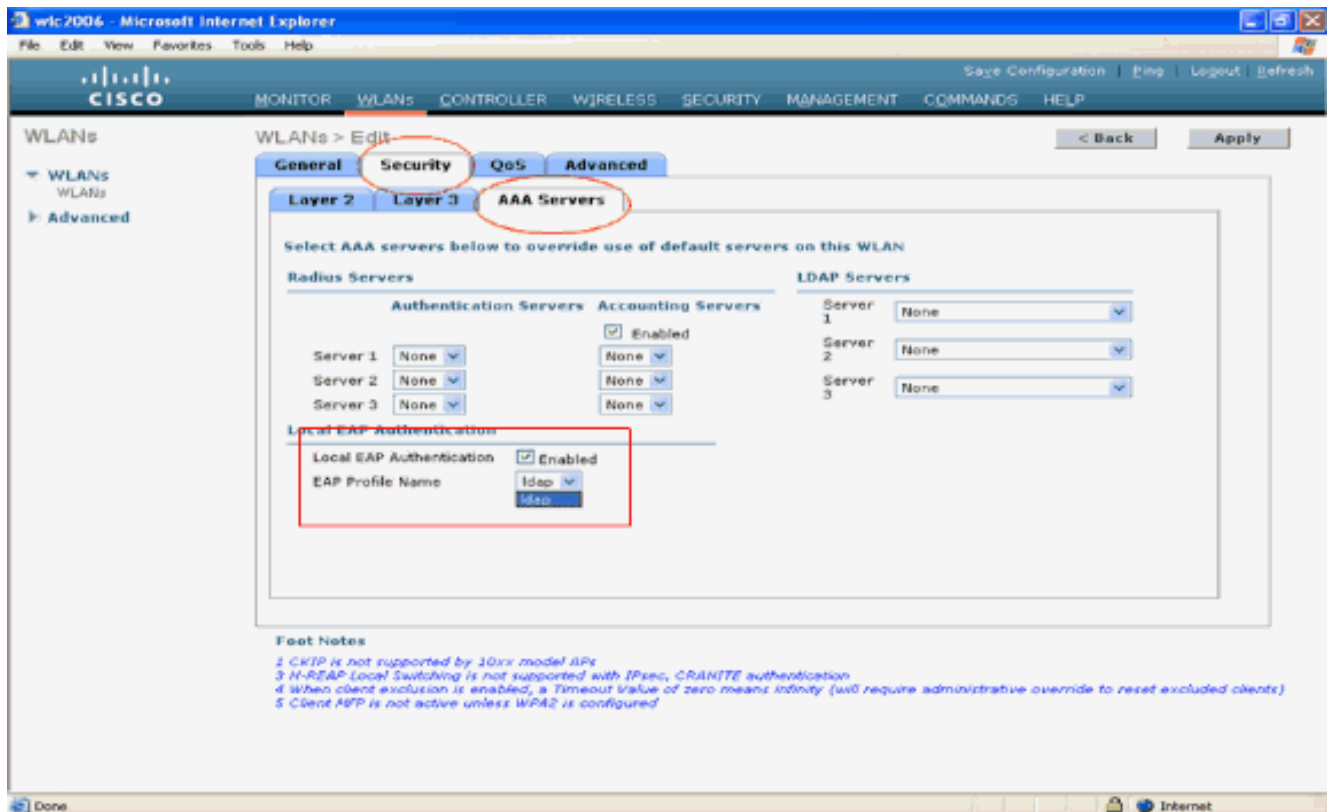 wlc2006 - Microsoft Internet Explorer
File Edit View Favorites Tools Help
Save Configuration | Ping | Logout | Refresh
CISCO
MONITOR WLANs CONTROLLER WIRELESS SECURITY MANAGEMENT COMMANDS HELP
WLANs
WLANs > Edit
< Back Apply
WLANs
WLANs
Advanced
General Security QoS Advanced
Layer 2 Layer 3 AAA Servers
Select AAA servers below to override use of default servers on this WLAN
Radius Servers
LDAP Servers
Authentication Servers Accounting Servers
Enabled
Server 1 None None
Server 2 None None
Server 3 None None
Server 1 None
Server 2 None
Server 3 None
Local EAP Authentication
Local EAP Authentication Enabled
EAP Profile Name ldap
ldap
Foot Notes
1 CKIP is not supported by 10xx model APs
3 H-REAP Local Switching is not supported with IPsec, CRANITE authentication
4 When client exclusion is enabled, a Timeout Value of zero means infinity (will require administrative override to reset excluded clients)
5 Client MFP is not active unless WPA2 is configured
Done
Internet